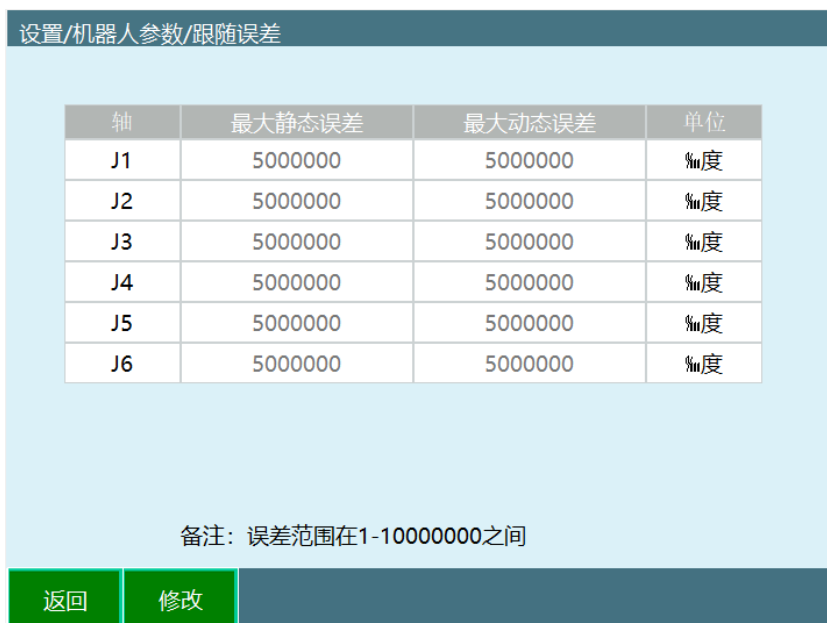 设置/机器人参数/跟随误差
轴 最大静态误差 最大动态误差 单位
J1 5000000 5000000 ‱度
J2 5000000 5000000 ‱度
J3 5000000 5000000 ‱度
J4 5000000 5000000 ‱度
J5 5000000 5000000 ‱度
J6 5000000 5000000 ‱度
备注：误差范围在1-10000000之间
返回 修改